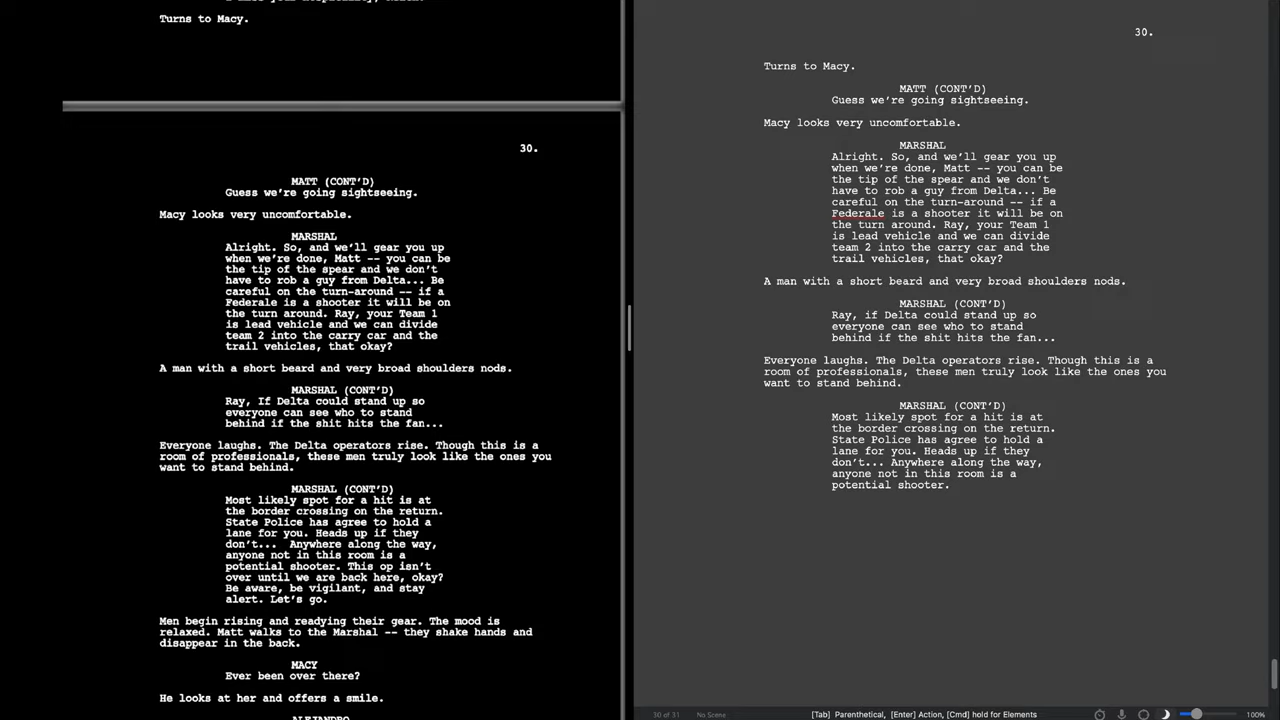 Turns to Macy.
30.
MATT (CONT'D)
Guess we're going sightseeing.
Macy looks very uncomfortable.
MARSHAL
Alright. So, and we'll gear you up
when we're done, Matt -- you can be
the tip of the spear and we don't
have to rob a guy from Delta... Be
careful on the turn-around -- if a
Federale is a shooter it will be on
the turn around. Ray, your Team 1
is lead vehicle and we can divide
team 2 into the carry car and the
trail vehicles, that okay?
A man with a short beard and very broad shoulders nods.
MARSHAL (CONT'D)
Ray, If Delta could stand up so
everyone can see who to stand
behind if the shit hits the fan...
Everyone laughs. The Delta operators rise. Though this is a
room of professionals, these men truly look like the ones you
want to stand behind.
MARSHAL (CONT'D)
Most likely spot for a hit is at
the border crossing on the return.
State Police has agree to hold a
lane for you. Heads up if they
don't... Anywhere along the way,
anyone not in this room is a
potential shooter. This op isn't
over until we are back here, okay?
Be aware, be vigilant, and stay
alert. Let's go.
Men begin rising and readying their gear. The mood is
relaxed. Matt walks to the Marshal -- they shake hands and
disappear in the back.
MACY
Ever been over there?
He looks at her and offers a smile.
30.
Turns to Macy.
MATT (CONT'D)
Guess we're going sightseeing.
Macy looks very uncomfortable.
MARSHAL
Alright. So, and we'll gear you up
when we're done, Matt -- you can be
the tip of the spear and we don't
have to rob a guy from Delta... Be
careful on the turn-around -- if a
Federale is a shooter it will be on
the turn around. Ray, your Team 1
is lead vehicle and we can divide
team 2 into the carry car and the
trail vehicles, that okay?
A man with a short beard and very broad shoulders nods.
MARSHAL (CONT'D)
Ray, if Delta could stand up so
everyone can see who to stand
behind if the shit hits the fan...
Everyone laughs. The Delta operators rise. Though this is a
room of professionals, these men truly look like the ones you
want to stand behind.
MARSHAL (CONT'D)
Most likely spot for a hit is at
the border crossing on the return.
State Police has agree to hold a
lane for you. Heads up if they
don't... Anywhere along the way,
anyone not in this room is a
potential shooter.
30 of 31 No Scene [Tab] Parenthetical, [Enter] Action, [Cmd] hold for Elements 100%